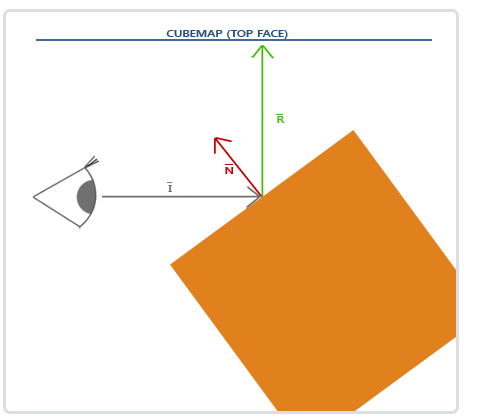 CUBEMAP (TOP FACE)
R̅
N̅
I̅